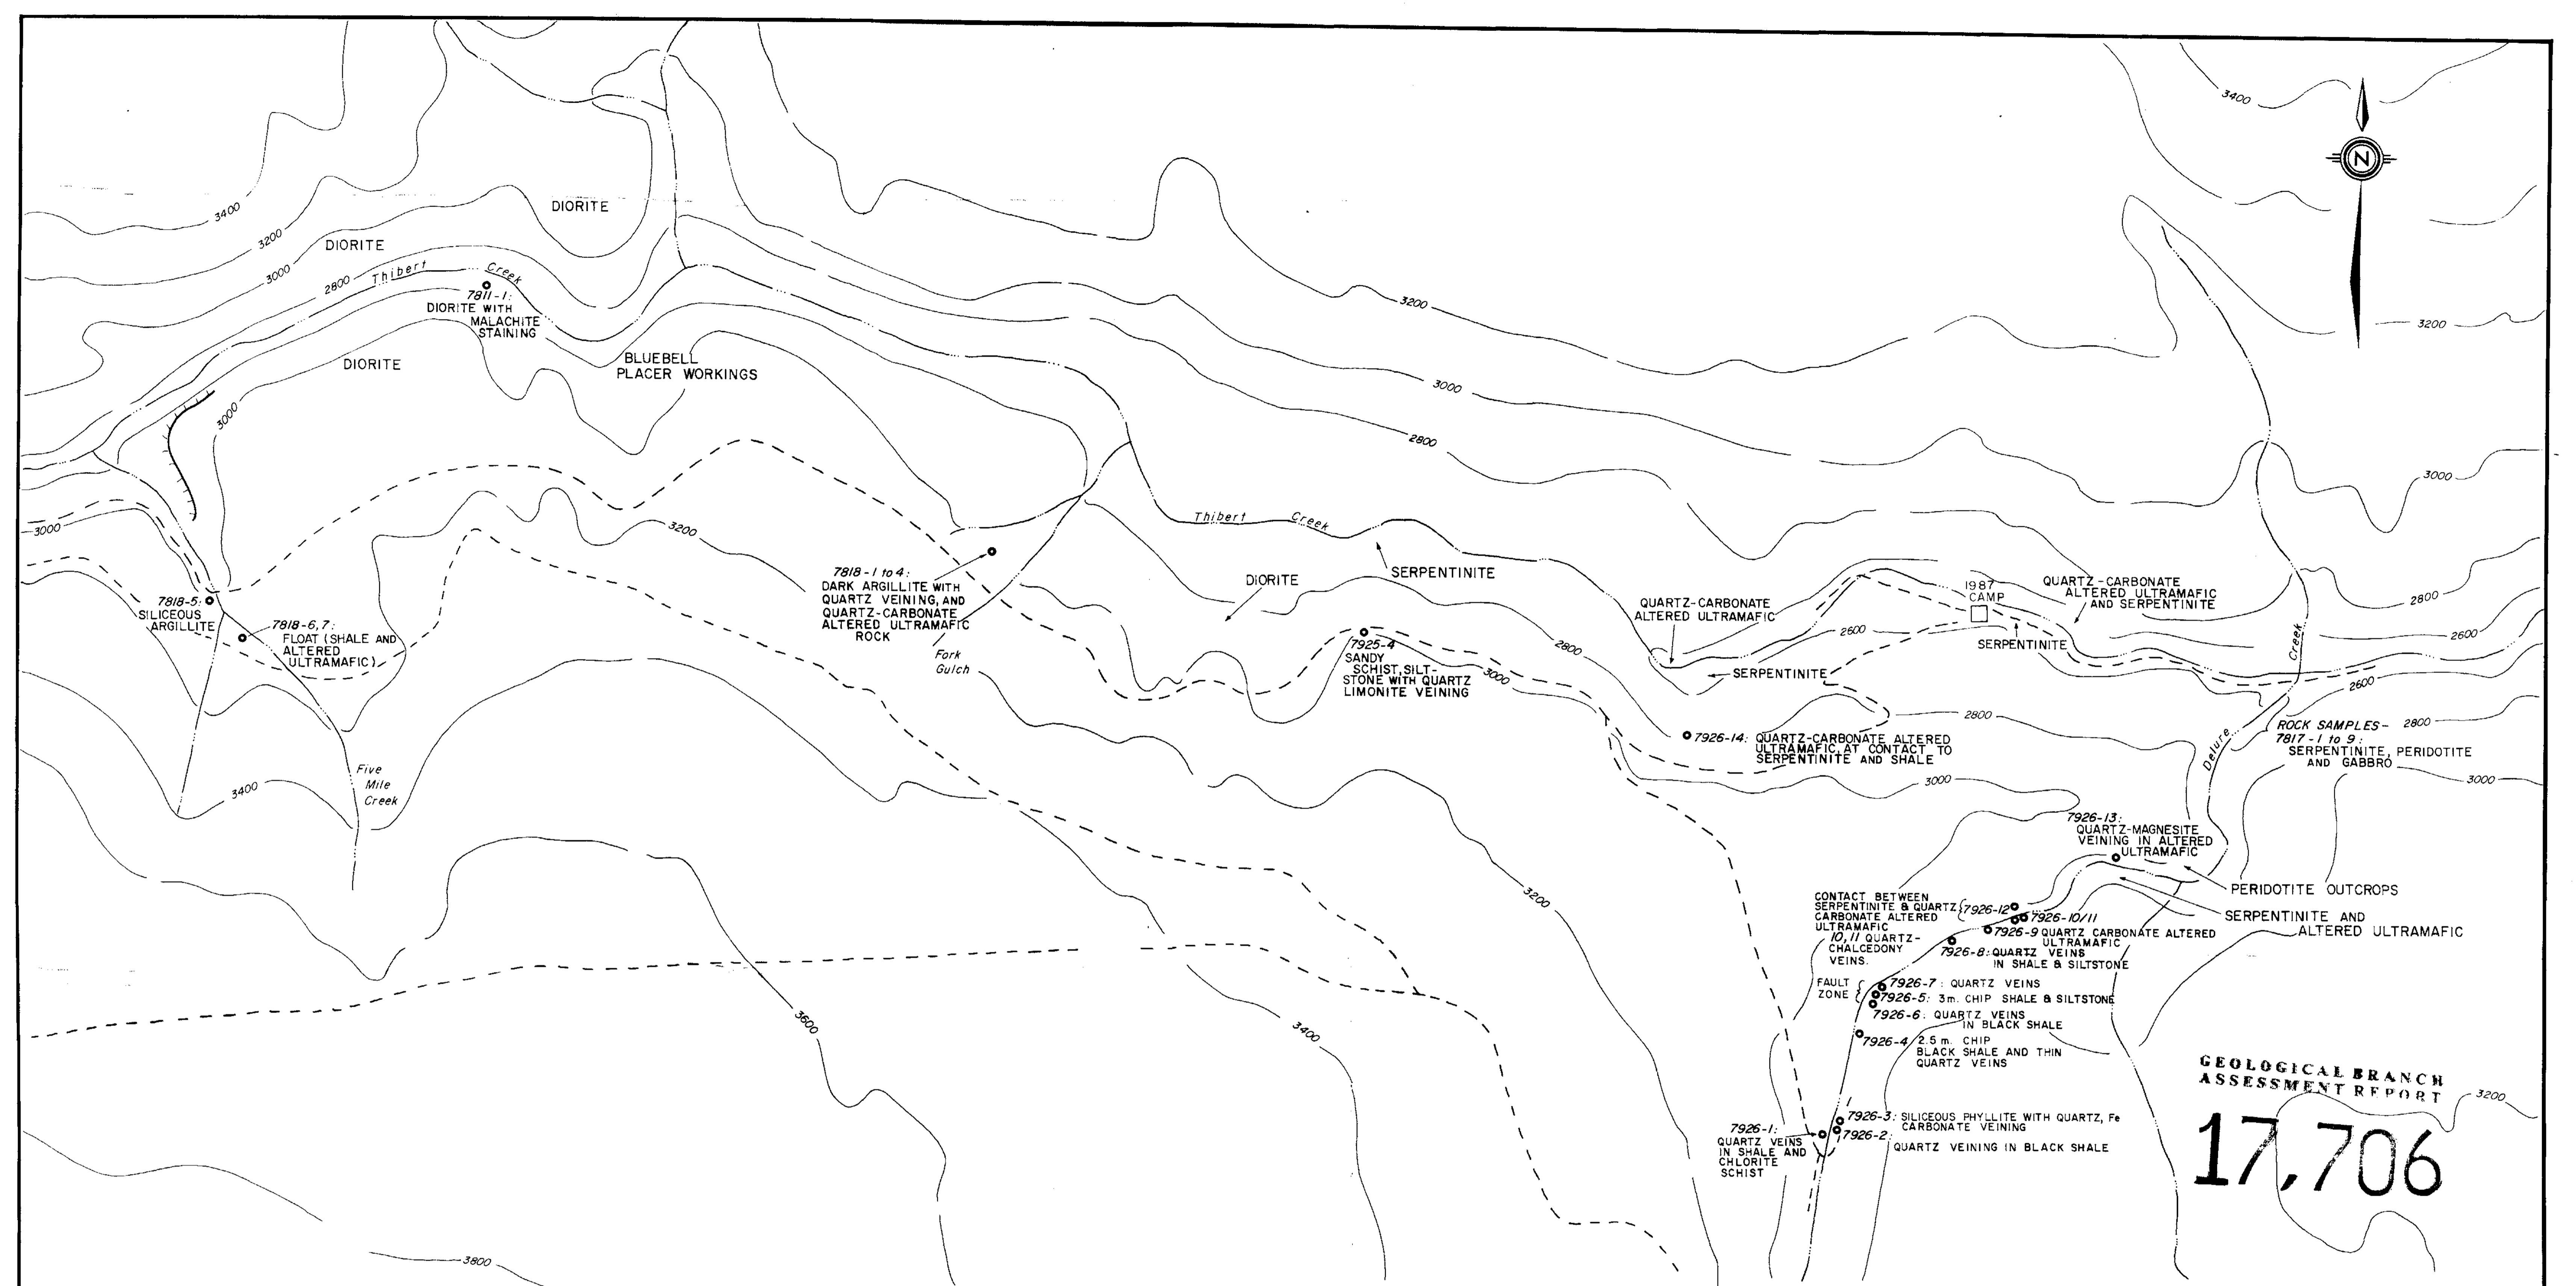 3400
N
3400
DIORITE
3200
DIORITE
3000
2800
Thibert Creek
7811-1:
DIORITE WITH
MALACHITE
STAINING
3200
3200
DIORITE
BLUEBELL
PLACER WORKINGS
3000
3000
2800
3000
3000
3200
Thibert Creek
SERPENTINITE
DIORITE
7818-1 to 4:
DARK ARGILLITE WITH
QUARTZ VEINING, AND
QUARTZ-CARBONATE
ALTERED ULTRAMAFIC
ROCK
Fork
Gulch
7818-5:
SILICEOUS
ARGILLITE
7818-6,7:
FLOAT (SHALE AND
ALTERED
ULTRAMAFIC)
7925-4
SANDY
SCHIST, SILT-
STONE WITH QUARTZ
LIMONITE VEINING
3000
2800
QUARTZ-CARBONATE
ALTERED ULTRAMAFIC
1987
CAMP
QUARTZ-CARBONATE
ALTERED ULTRAMAFIC
AND SERPENTINITE
2800
2600
2600
SERPENTINITE
SERPENTINITE
2600
Delure Creek
2800
2800
ROCK SAMPLES-
7817-1 to 9:
SERPENTINITE, PERIDOTITE
AND GABBRO
3000
7926-14: QUARTZ-CARBONATE ALTERED
ULTRAMAFIC, AT CONTACT TO
SERPENTINITE AND SHALE
3000
Five
Mile
Creek
3400
7926-13:
QUARTZ-MAGNESITE
VEINING IN ALTERED
ULTRAMAFIC
PERIDOTITE OUTCROPS
SERPENTINITE AND
ALTERED ULTRAMAFIC
3200
CONTACT BETWEEN
SERPENTINITE & QUARTZ
CARBONATE ALTERED
ULTRAMAFIC
7926-12
7926-10/11
10, 11 QUARTZ-
CHALCEDONY
VEINS.
7926-9 QUARTZ CARBONATE ALTERED
ULTRAMAFIC
7926-8: QUARTZ VEINS
IN SHALE & SILTSTONE
FAULT
ZONE
7926-7: QUARTZ VEINS
7926-5: 3m. CHIP SHALE & SILTSTONE
7926-6: QUARTZ VEINS
IN BLACK SHALE
7926-4 2.5 m. CHIP
BLACK SHALE AND THIN
QUARTZ VEINS
3600
3400
GEOLOGICAL BRANCH
ASSESSMENT REPORT
17,706
3200
7926-3: SILICEOUS PHYLLITE WITH QUARTZ, Fe
CARBONATE VEINING
7926-1:
QUARTZ VEINS
IN SHALE AND
CHLORITE
SCHIST
7926-2:
QUARTZ VEINING IN BLACK SHALE
3800